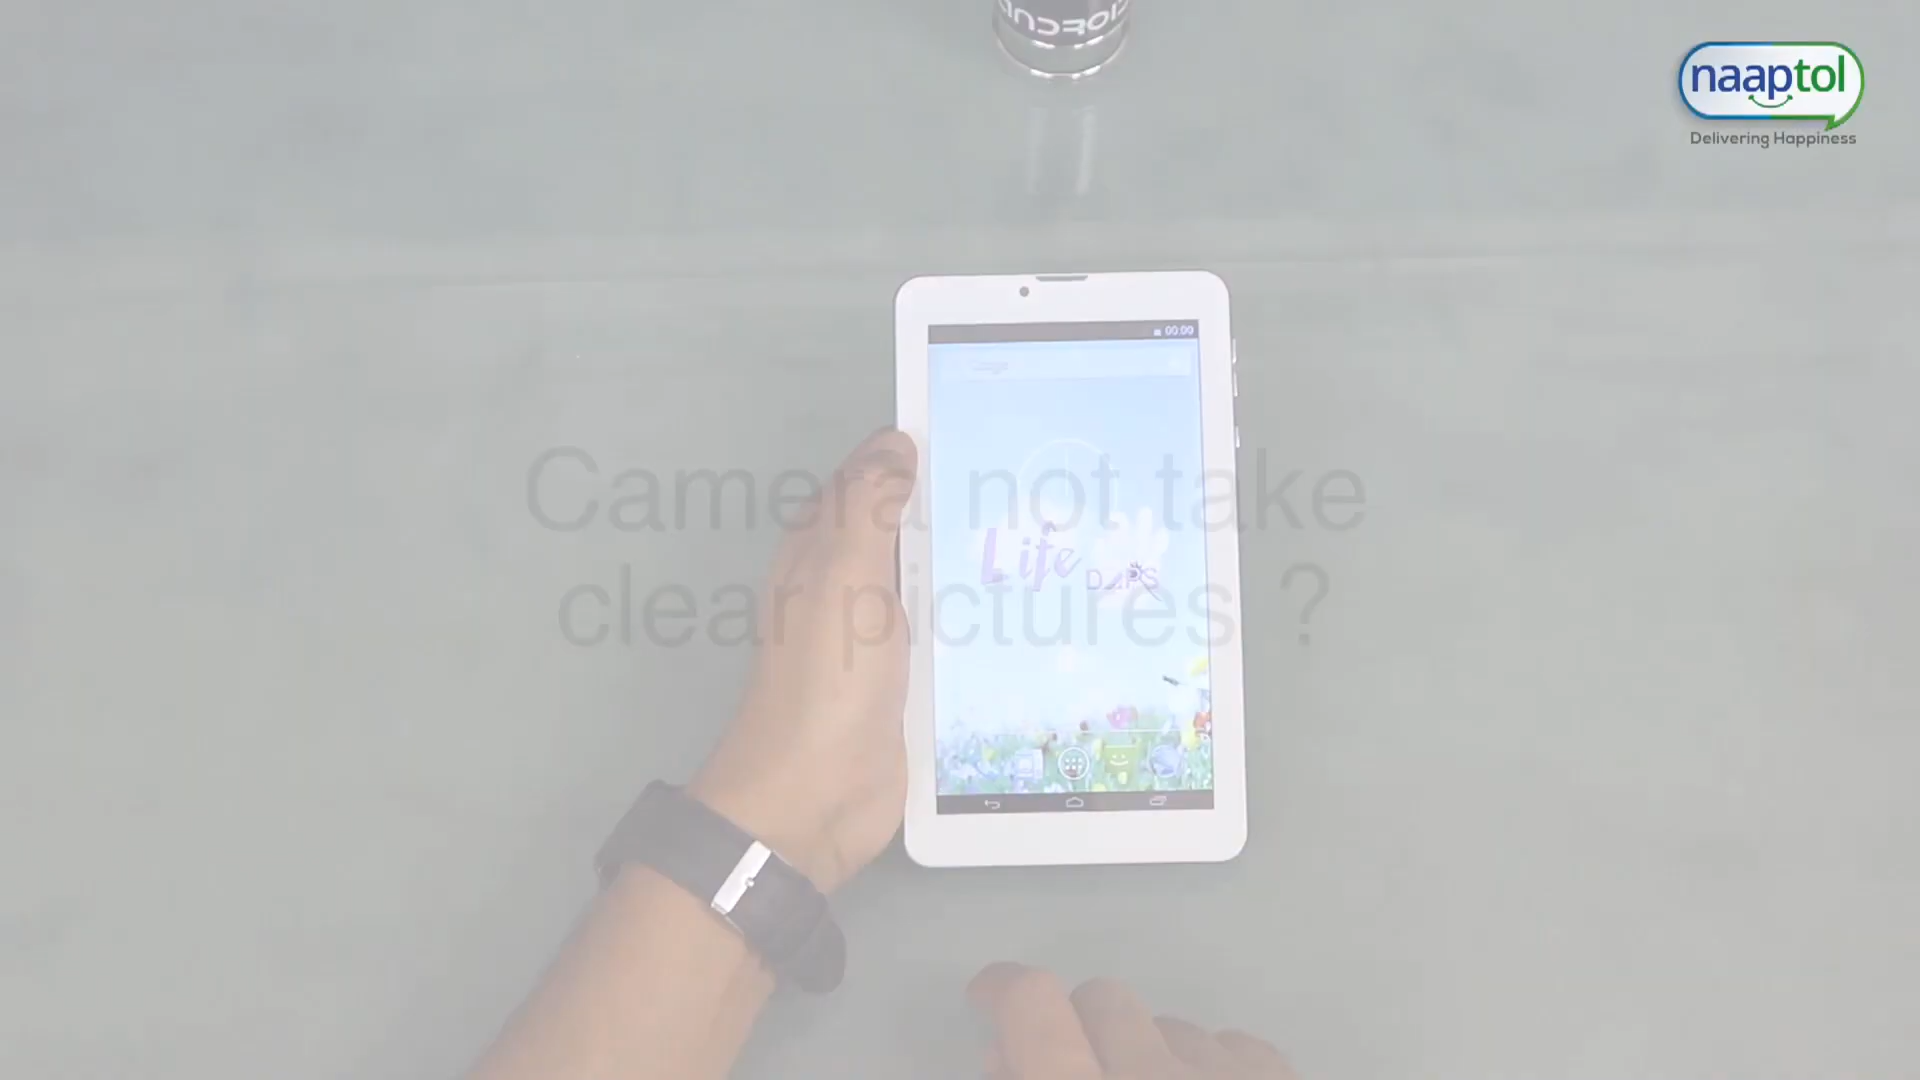 naaptol
Delivering Happiness
00:00
Camera not take
clear pictures ?
Life